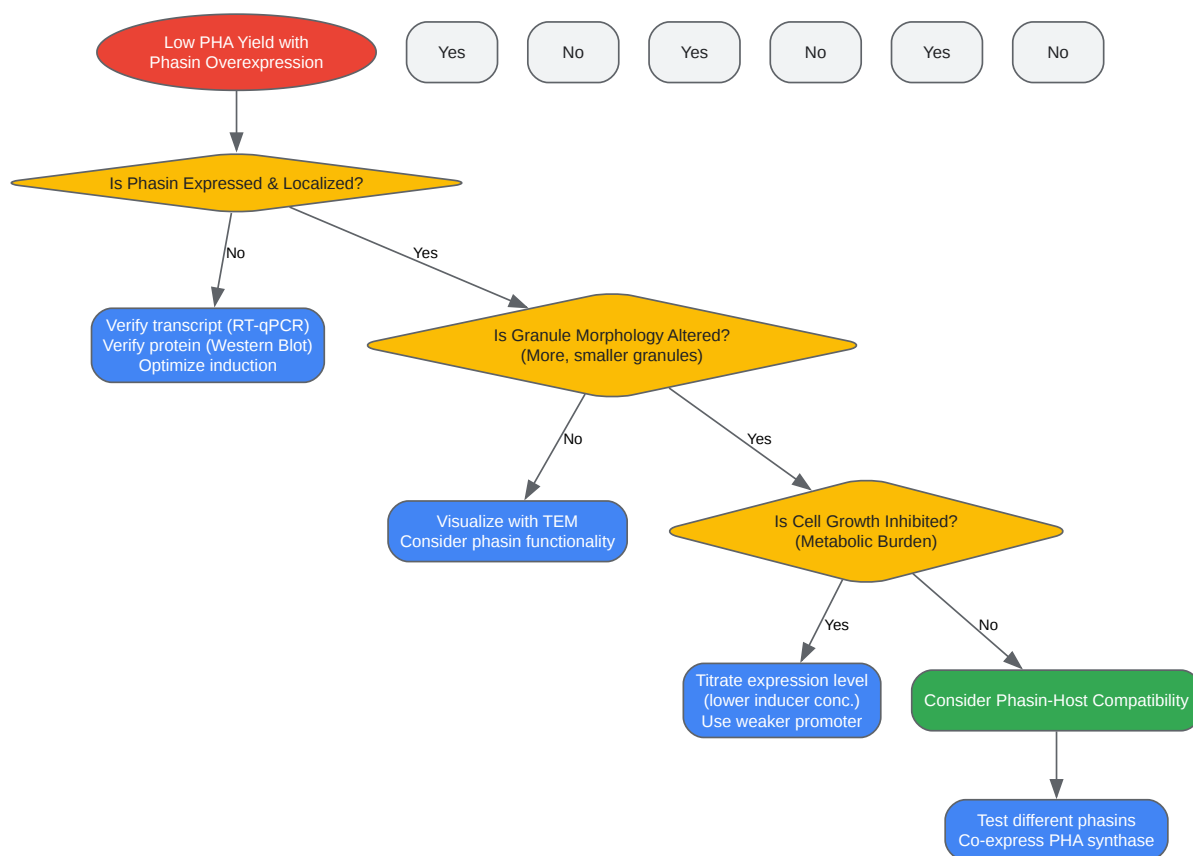 Low PHA Yield with
Phasin Overexpression
Yes
No
Yes
No
Yes
No
Is Phasin Expressed & Localized?
No
Yes
Verify transcript (RT-qPCR)
Verify protein (Western Blot)
Optimize induction
Is Granule Morphology Altered?
(More, smaller granules)
No
Yes
Visualize with TEM
Consider phasin functionality
Is Cell Growth Inhibited?
(Metabolic Burden)
Yes
No
Titrate expression level
(lower inducer conc.)
Use weaker promoter
Consider Phasin-Host Compatibility
Test different phasins
Co-express PHA synthase